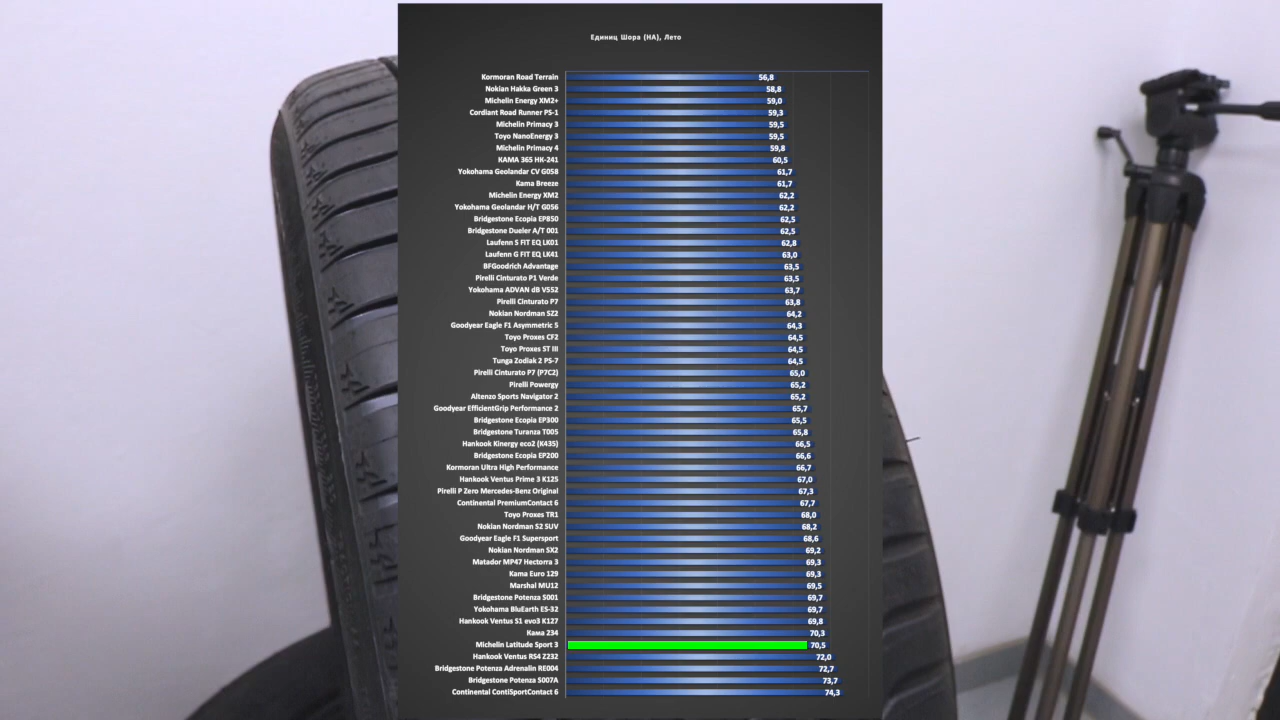 Единиц Шора (HA), Лето
Kormoran Road Terrain 56,8
Nokian Hakka Green 3 58,8
Michelin Energy XM2+ 59,0
Cordiant Road Runner PS-1 59,3
Michelin Primacy 3 59,5
Toyo NanoEnergy 3 59,5
Michelin Primacy 4 59,8
KAMA 365 HK-241 60,5
Yokohama Geolandar CV G058 61,7
Kama Breeze 61,7
Michelin Energy XM2 62,2
Yokohama Geolandar H/T G056 62,2
Bridgestone Ecopia EP850 62,5
Bridgestone Dueler A/T 001 62,5
Laufenn S FIT EQ LK01 62,8
Laufenn G FIT EQ LK41 63,0
BFGoodrich Advantage 63,5
Pirelli Cinturato P1 Verde 63,5
Yokohama ADVAN dB V552 63,7
Pirelli Cinturato P7 63,8
Nokian Nordman SZ2 64,2
Goodyear Eagle F1 Asymmetric 5 64,3
Toyo Proxes CF2 64,5
Toyo Proxes ST III 64,5
Tunga Zodiak 2 PS-7 64,5
Pirelli Cinturato P7 (P7C2) 65,0
Pirelli Powergy 65,2
Altenzo Sports Navigator 2 65,2
Goodyear EfficientGrip Performance 2 65,7
Bridgestone Ecopia EP300 65,5
Bridgestone Turanza T005 65,8
Hankook Kinergy eco2 (K435) 66,5
Bridgestone Ecopia EP200 66,6
Kormoran Ultra High Performance 66,7
Hankook Ventus Prime 3 K125 67,0
Pirelli P Zero Mercedes-Benz Original 67,3
Continental PremiumContact 6 67,7
Toyo Proxes TR1 68,0
Nokian Nordman S2 SUV 68,2
Goodyear Eagle F1 Supersport 68,6
Nokian Nordman SX2 69,2
Matador MP47 Hectorra 3 69,3
Kama Euro 129 69,3
Marshal MU12 69,5
Bridgestone Potenza S001 69,7
Yokohama BluEarth ES-32 69,7
Hankook Ventus S1 evo3 K127 69,8
Кама 234 70,3
Michelin Latitude Sport 3 70,5
Hankook Ventus RS4 Z232 72,0
Bridgestone Potenza Adrenalin RE004 72,7
Bridgestone Potenza S007A 73,7
Continental ContiSportContact 6 74,3